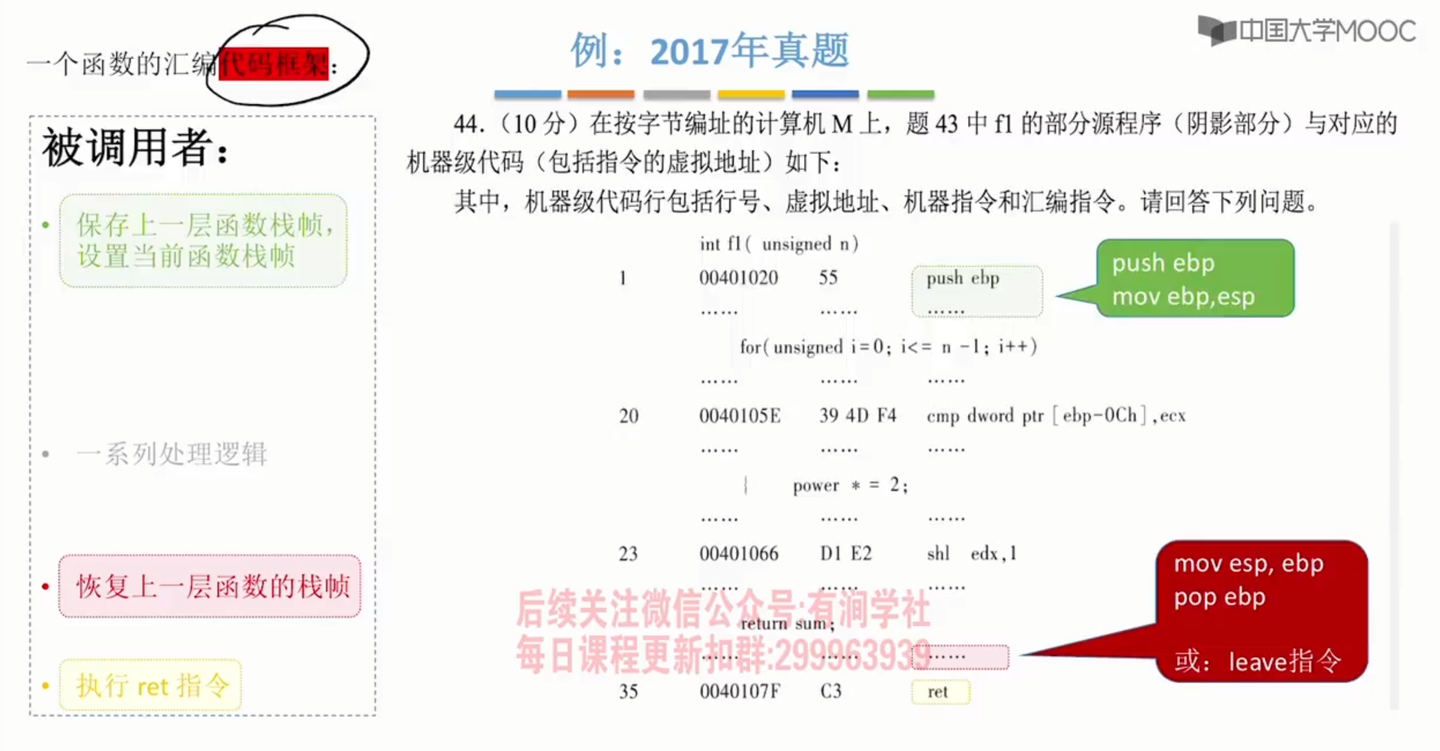 中国大学MOOC
一个函数的汇编代码框架：
例：2017年真题
被调用者：
• 保存上一层函数栈帧，
设置当前函数栈帧
• 一系列处理逻辑
• 恢复上一层函数的栈帧
• 执行 ret 指令
44.（10 分）在按字节编址的计算机 M 上，题 43 中 f1 的部分源程序（阴影部分）与对应的
机器级代码（包括指令的虚拟地址）如下：
其中，机器级代码行包括行号、虚拟地址、机器指令和汇编指令。请回答下列问题。
int f1( unsigned n)
1 00401020 55 push ebp
…… …… ……
for(unsigned i=0; i<= n -1; i++)
…… …… ……
20 0040105E 39 4D F4 cmp dword ptr [ebp-0Ch],ecx
…… …… ……
{ power * = 2;
…… …… ……
23 00401066 D1 E2 shl edx,1
…… …… ……
return sum;
…… …… ……
35 0040107F C3 ret
push ebp
mov ebp,esp
mov esp, ebp
pop ebp
或：leave指令
后续关注微信公众号:有涧学社
每日课程更新扣群:299963939